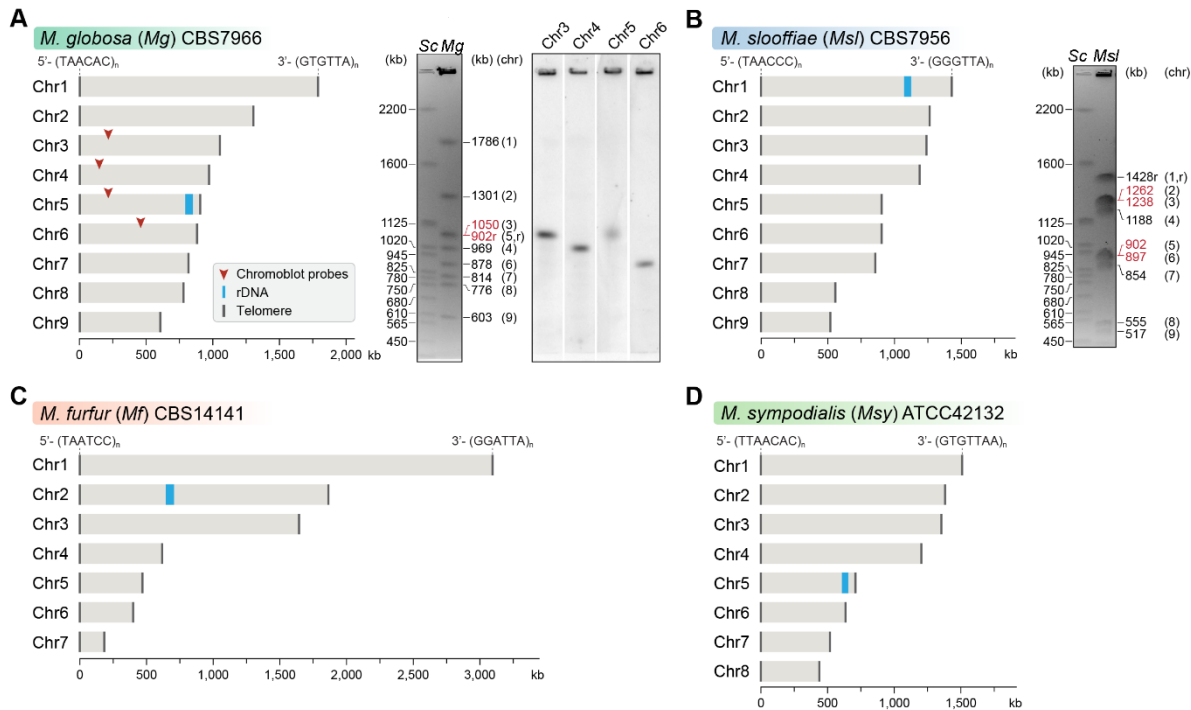 A
M. globosa (Mg) CBS7966
5'- (TAACAC)n
3'- (GTGTTA)n
Chr1
Chr2
Chr3
Chr4
Chr5
Chr6
Chr7
Chr8
Chr9
Chromoblot probes
rDNA
Telomere
0 500 1,000 1,500 2,000
kb
Sc Mg
(kb)
(kb) (chr)
2200
1600
1125
1020
945
825
780
750
680
610
565
450
1786 (1)
1301 (2)
1050 (3)
902r (5,r)
969 (4)
878 (6)
814 (7)
776 (8)
603 (9)
Chr3
Chr4
Chr5
Chr6
B
M. slooffiae (Msl) CBS7956
5'- (TAACCC)n
3'- (GGGTTA)n
Chr1
Chr2
Chr3
Chr4
Chr5
Chr6
Chr7
Chr8
Chr9
0 500 1,000 1,500
kb
Sc Msl
(kb)
(kb) (chr)
2200
1600
1125
1020
945
825
780
750
680
610
565
450
1428r (1,r)
1262 (2)
1238 (3)
1188 (4)
902 (5)
897 (6)
854 (7)
555 (8)
517 (9)
C
M. furfur (Mf) CBS14141
5'- (TAATCC)n
3'- (GGATTA)n
Chr1
Chr2
Chr3
Chr4
Chr5
Chr6
Chr7
0 500 1,000 1,500 2,000 2,500 3,000
kb
D
M. sympodialis (Msy) ATCC42132
5'- (TTAACAC)n
3'- (GTGTTAA)n
Chr1
Chr2
Chr3
Chr4
Chr5
Chr6
Chr7
Chr8
0 500 1,000 1,500
kb